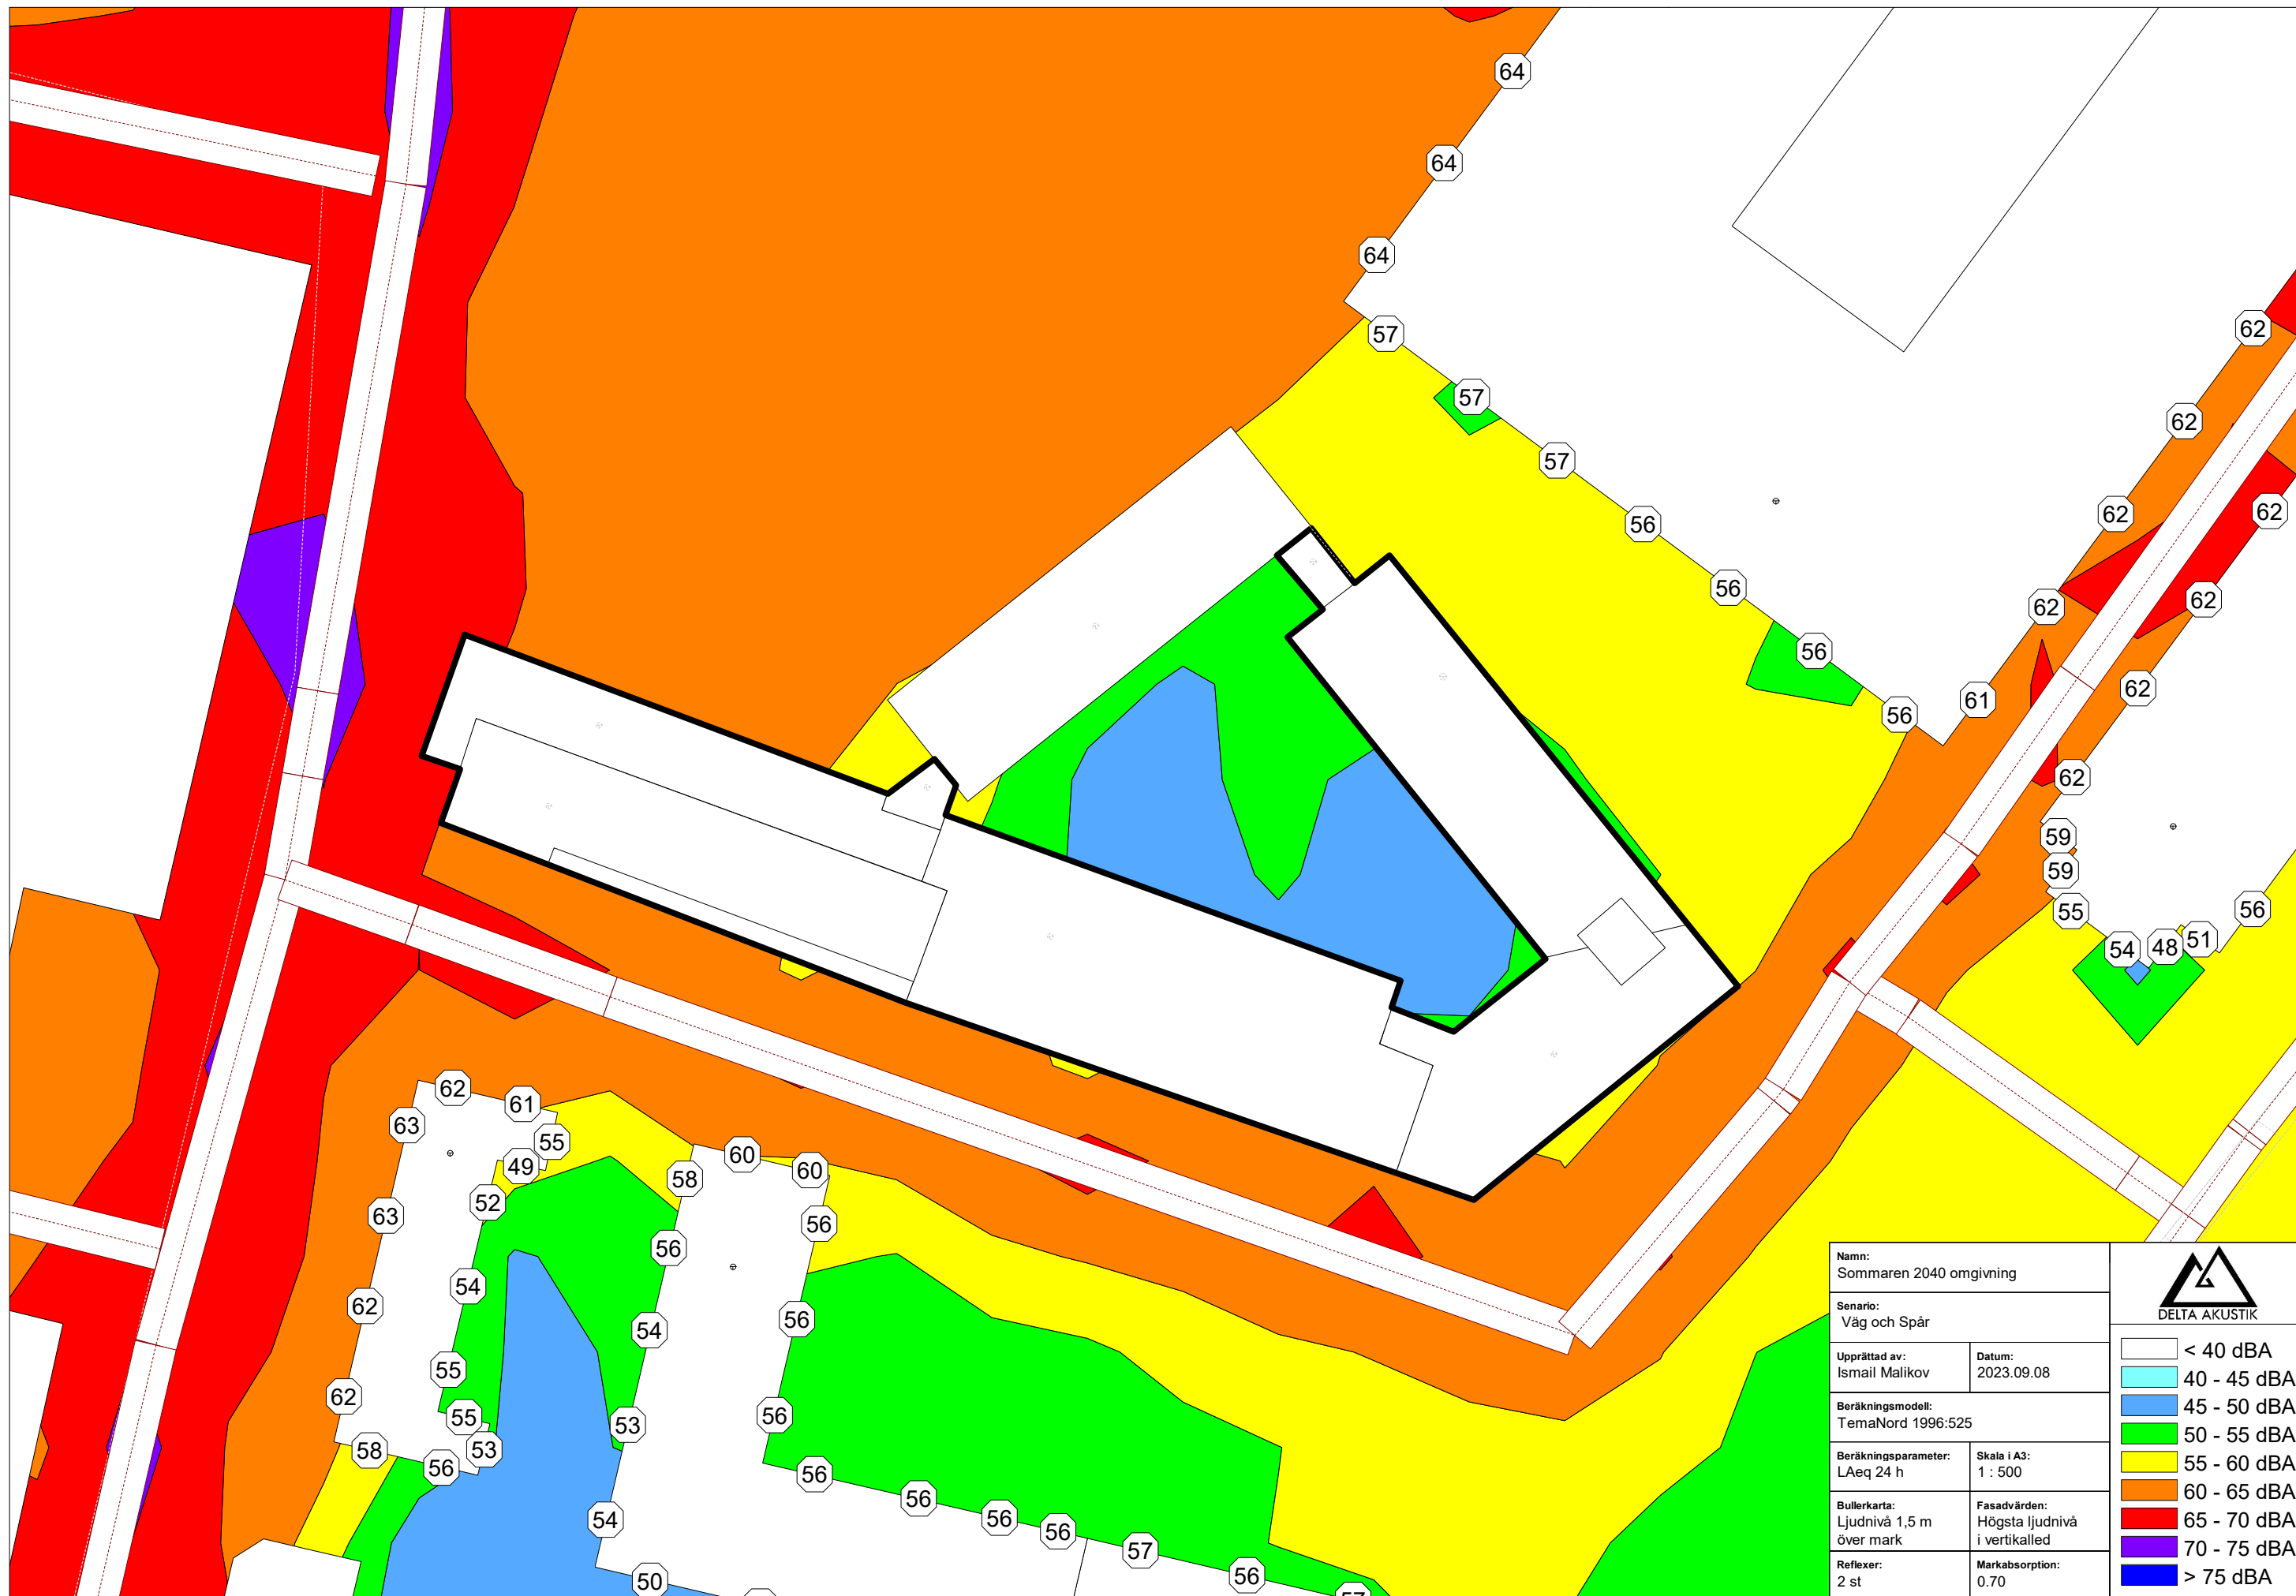 64
64
64
57
57
57
56
56
56
56
61
62
62
62
62
62
62
62
62
59
59
55
54
48
51
56
62
61
63
55
49
52
63
54
62
55
62
55
53
58
56
60
60
58
56
56
54
56
53
56
54
50
56
56
56
56
57
56
57
Namn:
Sommaren 2040 omgivning
Senario:
Väg och Spår
Upprättad av:
Ismail Malikov
Datum:
2023.09.08
Beräkningsmodell:
TemaNord 1996:525
Beräkningsparameter:
LAeq 24 h
Skala i A3:
1 : 500
Bullerkarta:
Ljudnivå 1,5 m
över mark
Fasadvärden:
Högsta ljudnivå
i vertikalled
Reflexer:
2 st
Markabsorption:
0.70
DELTA AKUSTIK
< 40 dBA
40 - 45 dBA
45 - 50 dBA
50 - 55 dBA
55 - 60 dBA
60 - 65 dBA
65 - 70 dBA
70 - 75 dBA
> 75 dBA